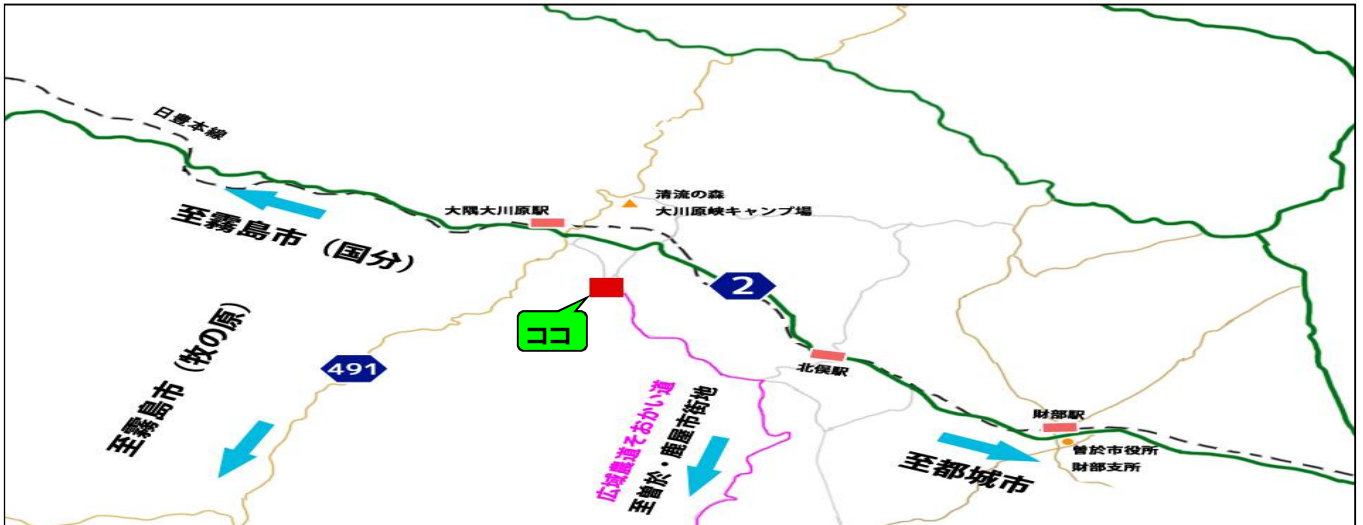 日豊本線
至霧島市（国分）
大隅大川原駅
清流の森
大川原峡キャンプ場
2
ココ
491
至霧島市（牧の原）
広域農道そおかい道
至曽於・鹿屋市街地
北俣駅
財部駅
曽於市役所
財部支所
至都城市